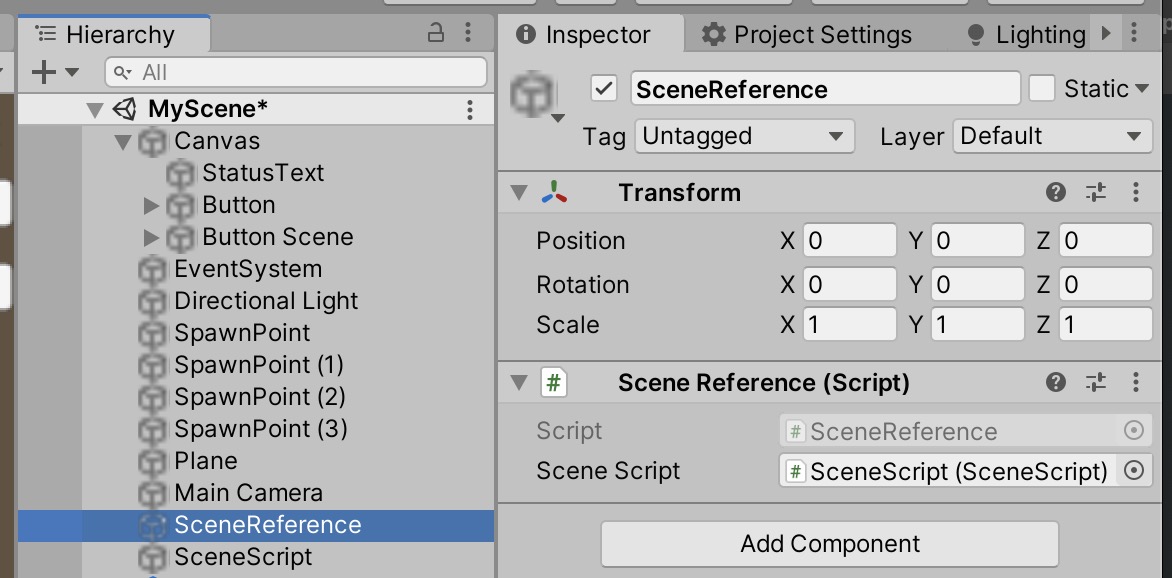 Hierarchy
All
MyScene*
Canvas
StatusText
Button
Button Scene
EventSystem
Directional Light
SpawnPoint
SpawnPoint (1)
SpawnPoint (2)
SpawnPoint (3)
Plane
Main Camera
SceneReference
SceneScript
Inspector Project Settings Lighting
SceneReference Static
Tag Untagged Layer Default
Transform
Position X 0 Y 0 Z 0
Rotation X 0 Y 0 Z 0
Scale X 1 Y 1 Z 1
# Scene Reference (Script)
Script # SceneReference
Scene Script # SceneScript (SceneScript)
Add Component